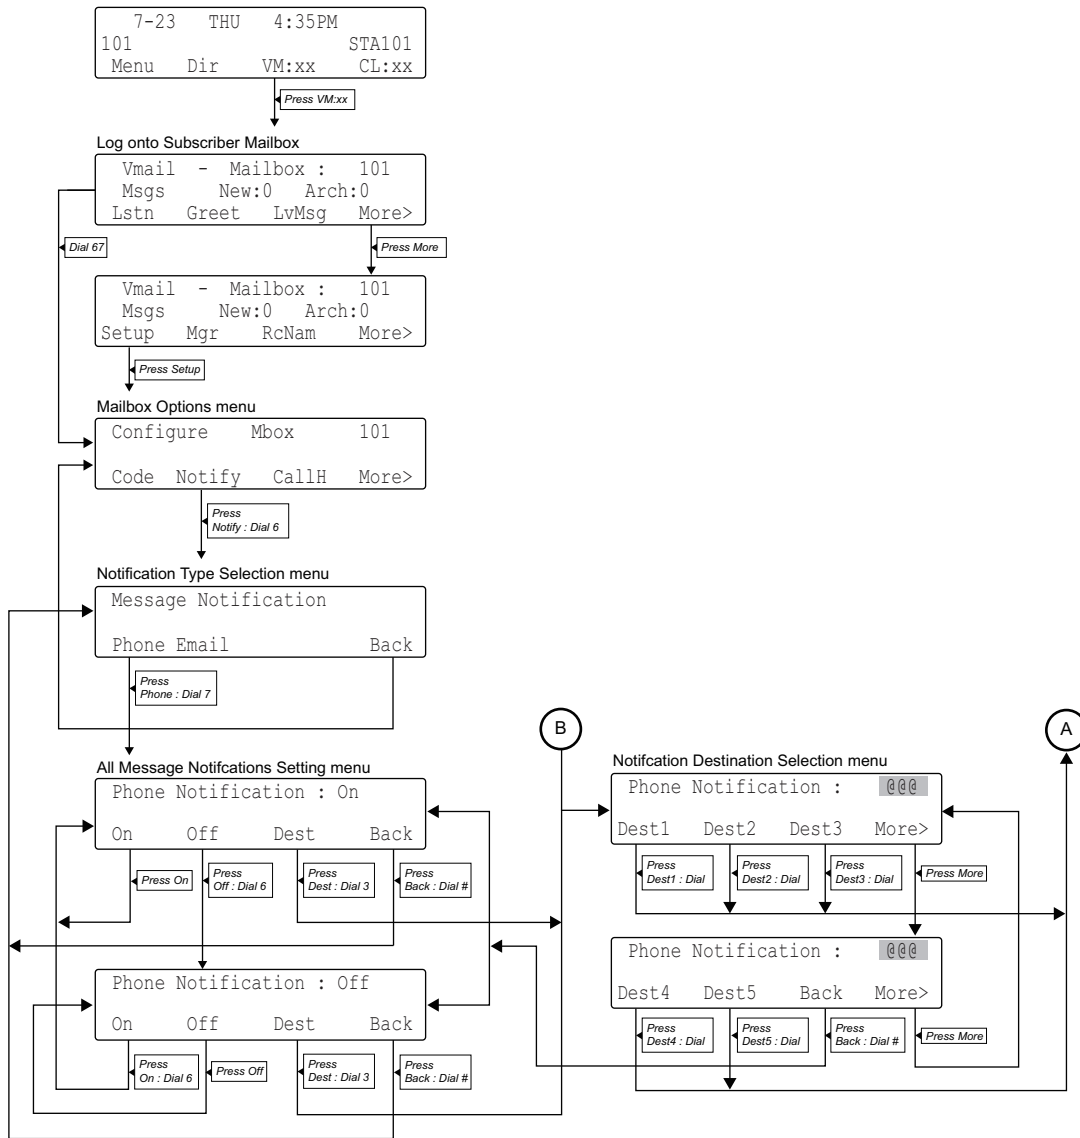 7-23 THU 4:35PM
101 STA101
Menu Dir VM:xx CL:xx
Press VM:xx
Log onto Subscriber Mailbox
Vmail - Mailbox : 101
Msgs New:0 Arch:0
Lstn Greet LvMsg More>
Dial 67
Press More
Vmail - Mailbox : 101
Msgs New:0 Arch:0
Setup Mgr RcNam More>
Press Setup
Mailbox Options menu
Configure Mbox 101
Code Notify CallH More>
Press
Notify : Dial 6
Notification Type Selection menu
Message Notification
Phone Email Back
Press
Phone : Dial 7
All Message Notifcations Setting menu
Phone Notification : On
On Off Dest Back
Press On
Press
Off : Dial 6
Press
Dest : Dial 3
Press
Back : Dial #
Phone Notification : Off
On Off Dest Back
Press
On : Dial 6
Press Off
Press
Dest : Dial 3
Press
Back : Dial #
B
A
Notifcation Destination Selection menu
Phone Notification : @@@
Dest1 Dest2 Dest3 More>
Press
Dest1 : Dial
Press
Dest2 : Dial
Press
Dest3 : Dial
Press More
Phone Notification : @@@
Dest4 Dest5 Back More>
Press
Dest4 : Dial
Press
Dest5 : Dial
Press
Back : Dial #
Press More